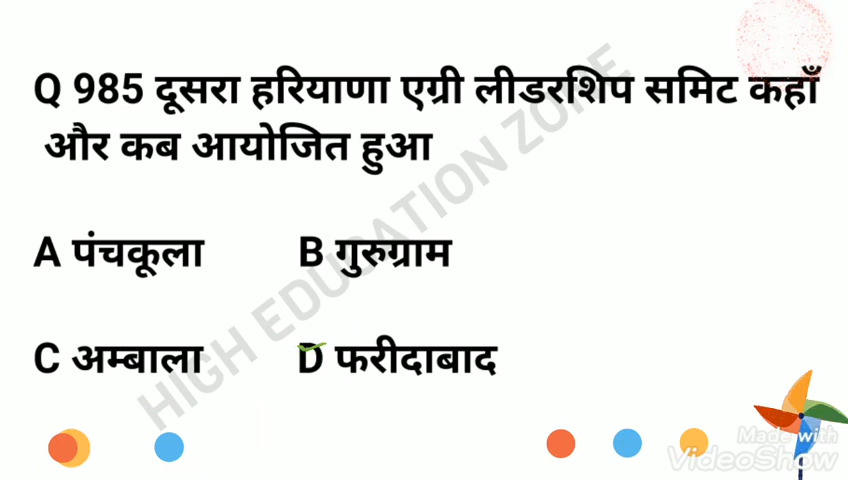 Q 985 दूसरा हरियाणा एग्री लीडरशिप समिट कहाँ
और कब आयोजित हुआ
A पंचकूला B गुरुग्राम
C अम्बाला D फरीदाबाद
HIGH EDUCATION ZONE
Made with
VideoShow